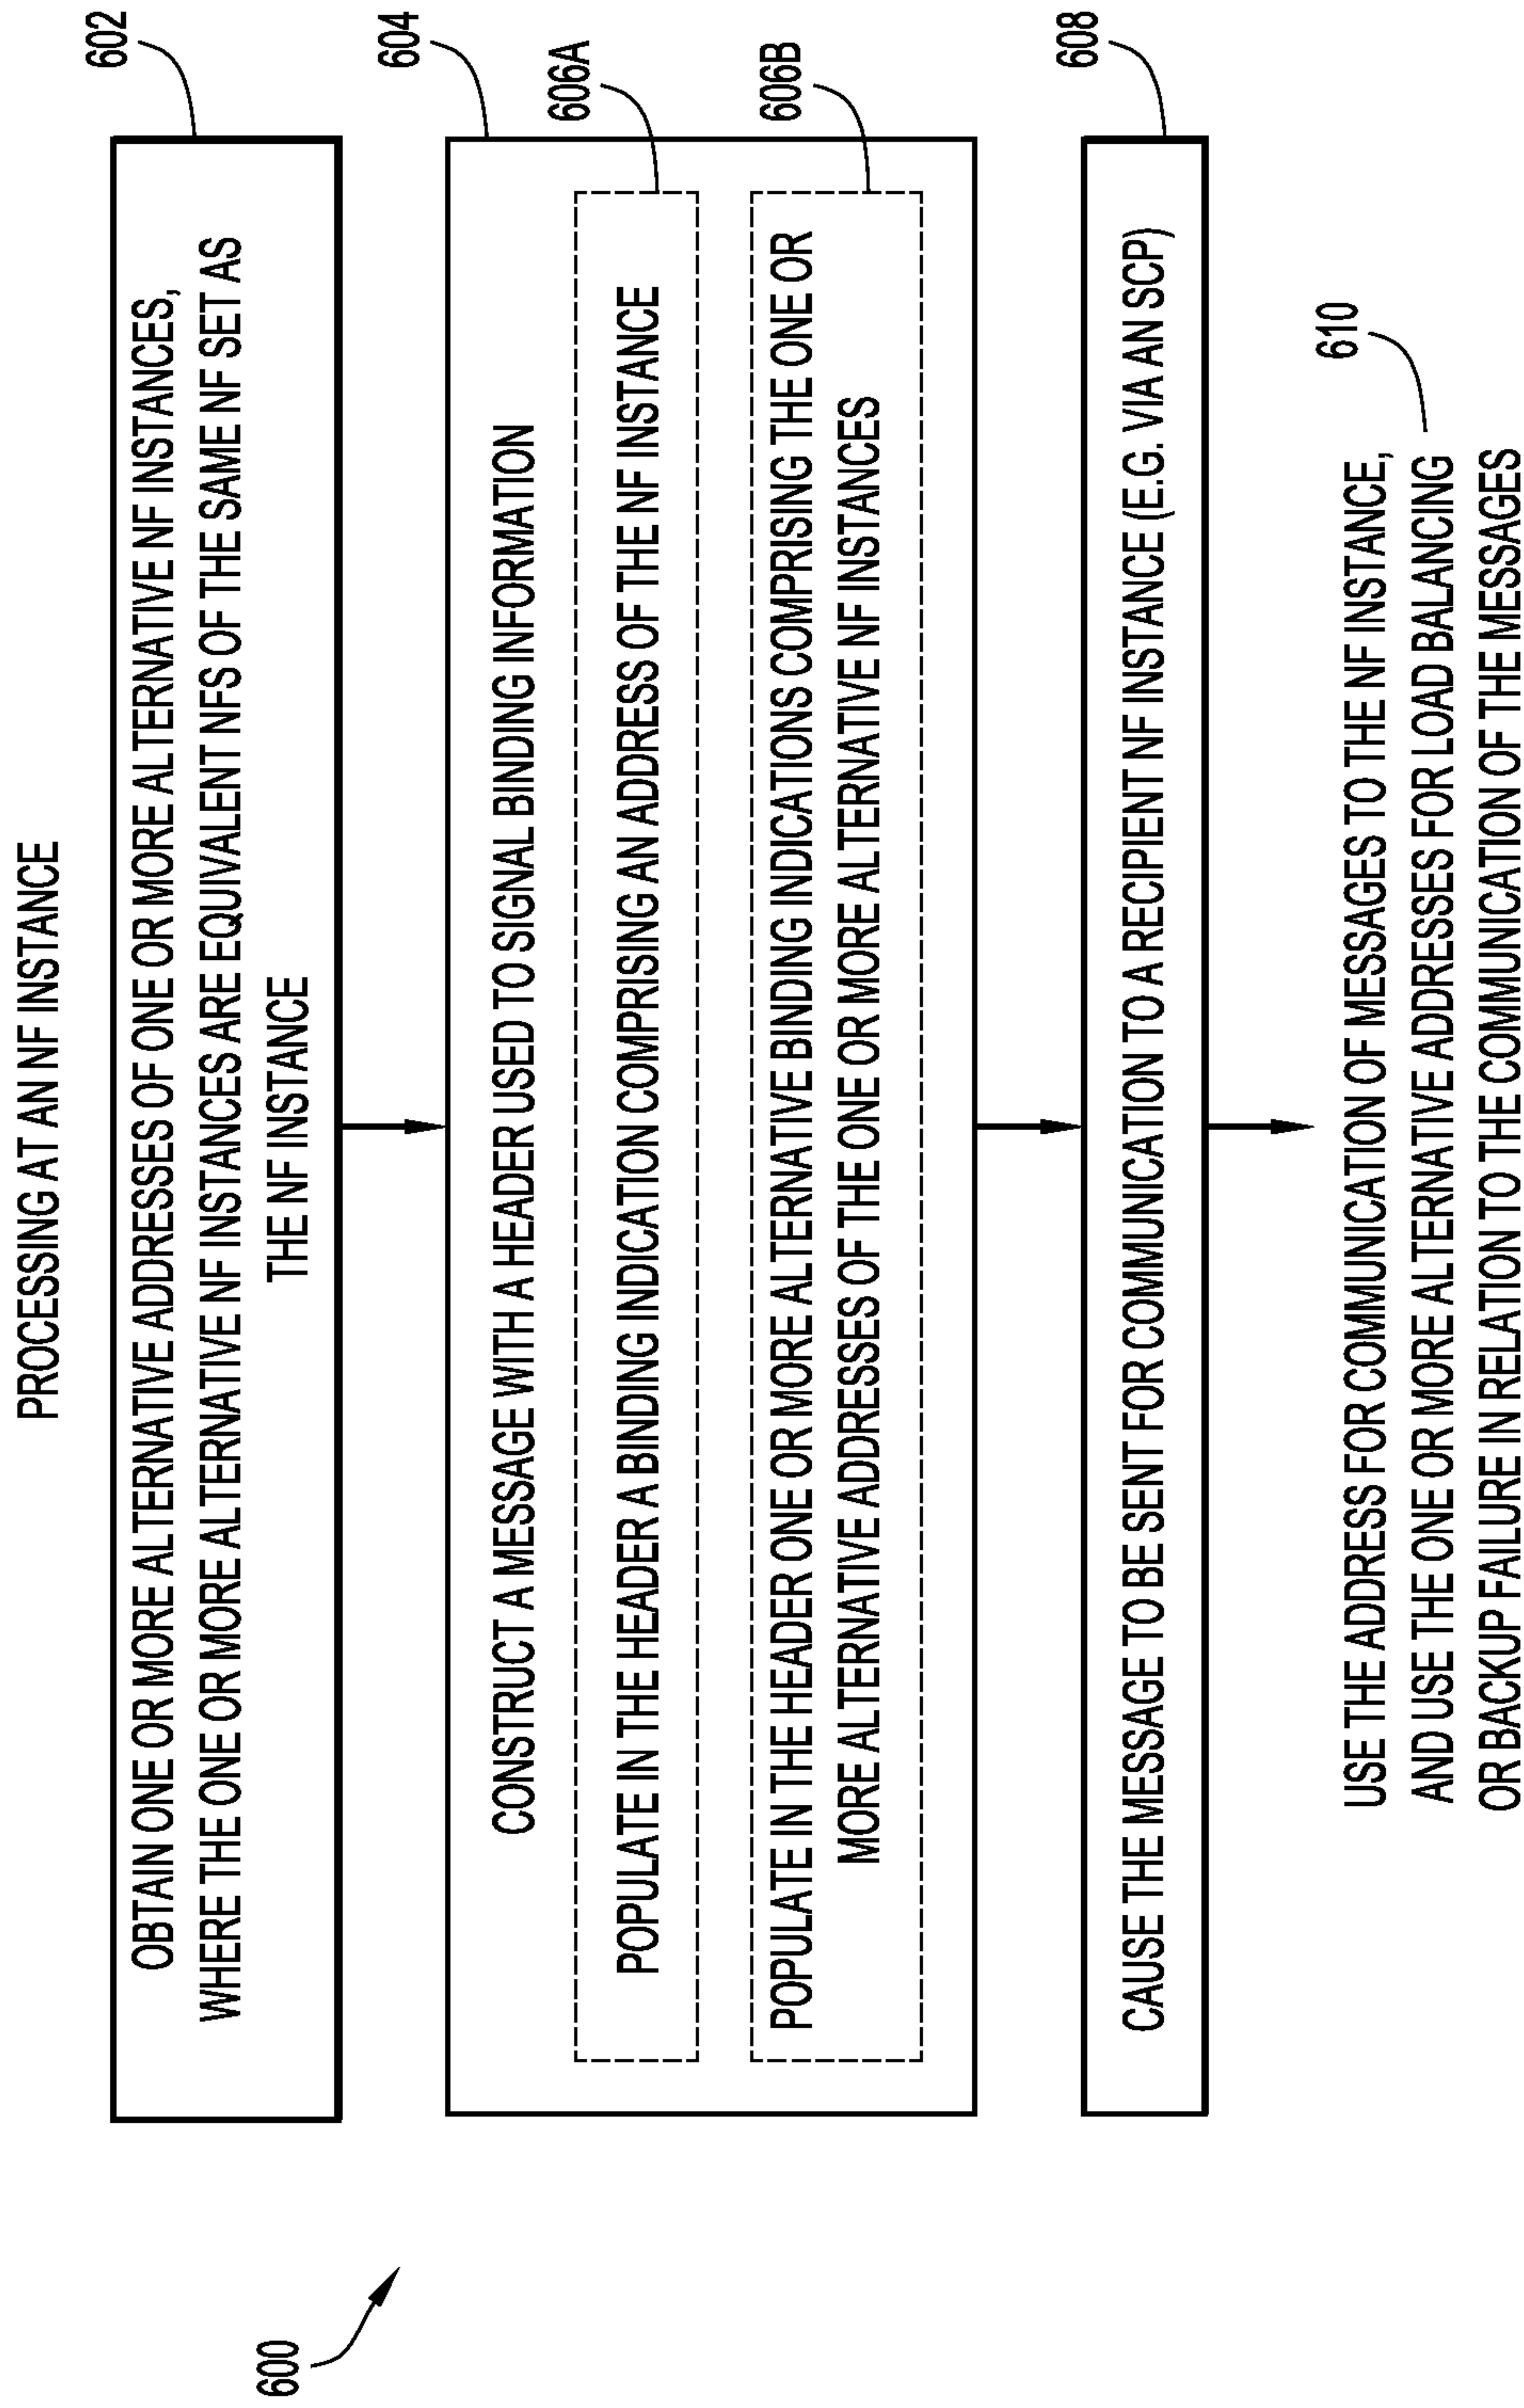 PROCESSING AT AN NF INSTANCE
602
OBTAIN ONE OR MORE ALTERNATIVE ADDRESSES OF ONE OR MORE ALTERNATIVE NF INSTANCES,
WHERE THE ONE OR MORE ALTERNATIVE NF INSTANCES ARE EQUIVALENT NFS OF THE SAME NF SET AS
THE NF INSTANCE
604
CONSTRUCT A MESSAGE WITH A HEADER USED TO SIGNAL BINDING INFORMATION
606A
POPULATE IN THE HEADER A BINDING INDICATION COMPRISING AN ADDRESS OF THE NF INSTANCE
606B
POPULATE IN THE HEADER ONE OR MORE ALTERNATIVE BINDING INDICATIONS COMPRISING THE ONE OR
MORE ALTERNATIVE ADDRESSES OF THE ONE OR MORE ALTERNATIVE NF INSTANCES
608
CAUSE THE MESSAGE TO BE SENT FOR COMMUNICATION TO A RECIPIENT NF INSTANCE (E.G. VIA AN SCP)
610
USE THE ADDRESS FOR COMMUNICATION OF MESSAGES TO THE NF INSTANCE,
AND USE THE ONE OR MORE ALTERNATIVE ADDRESSES FOR LOAD BALANCING
OR BACKUP FAILURE IN RELATION TO THE COMMUNICATION OF THE MESSAGES
600